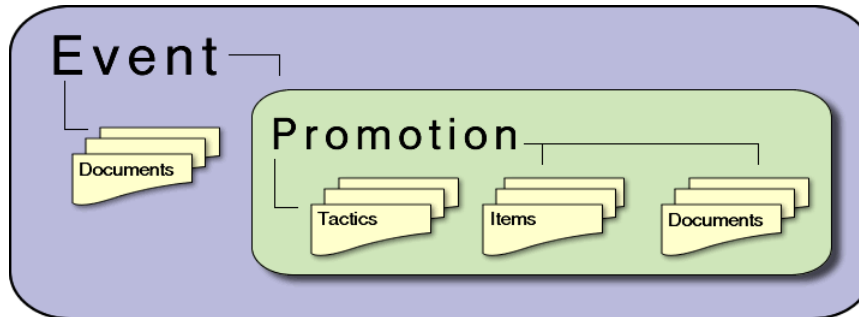 Event
Documents
Promotion
Tactics
Items
Documents